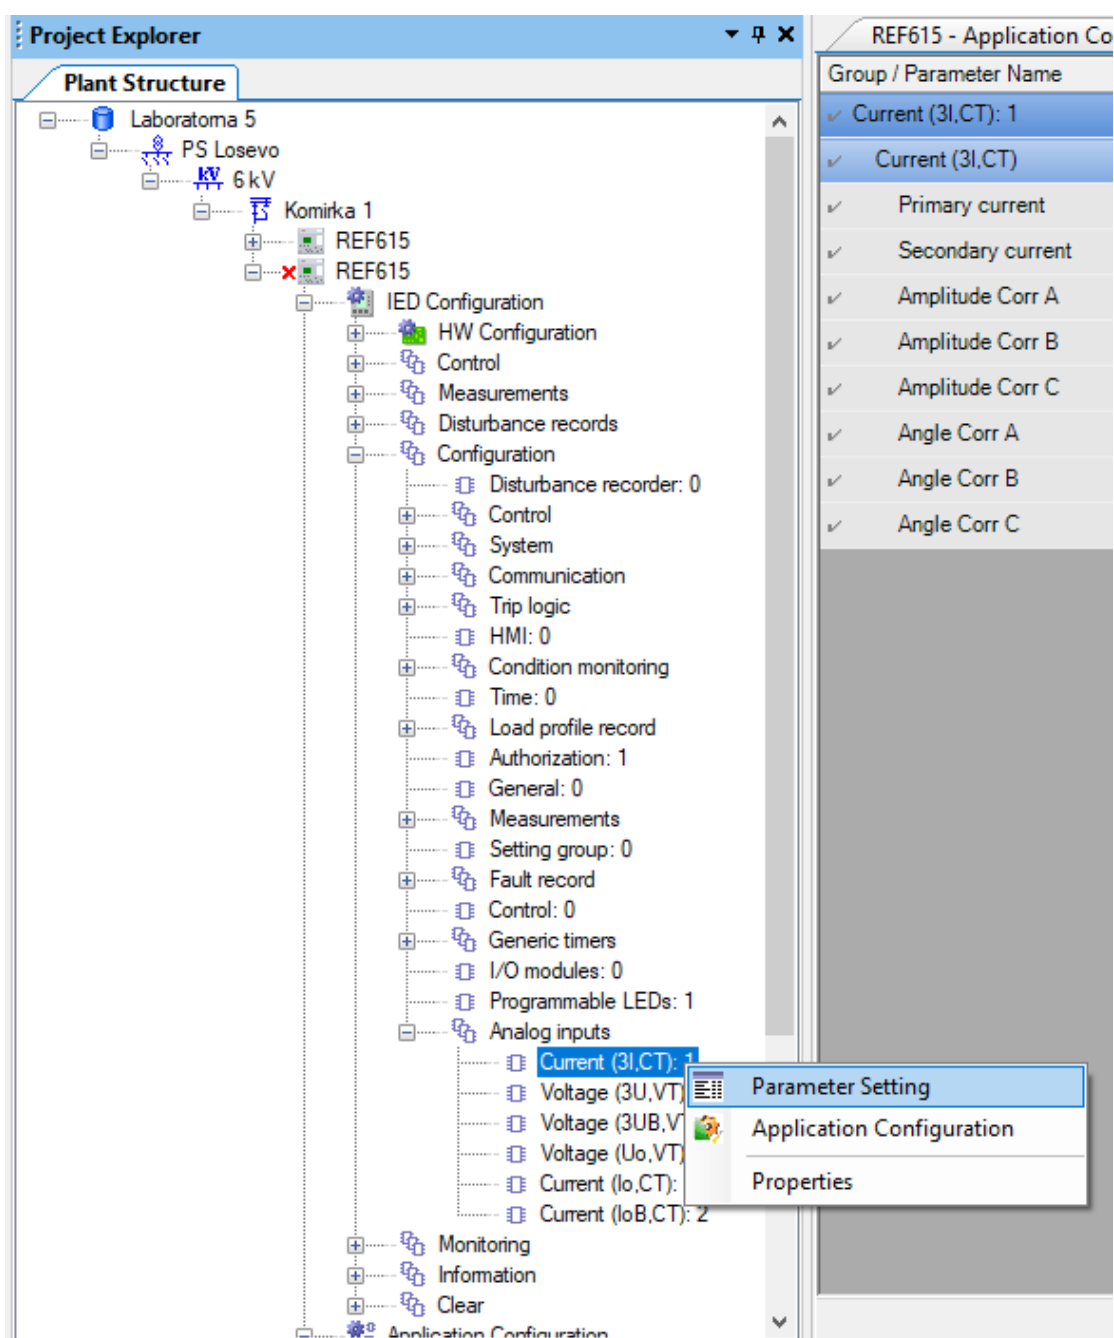 Project Explorer
Plant Structure
Laboratorna 5
PS Losevo
6 kV
Komirka 1
REF615
REF615
IED Configuration
HW Configuration
Control
Measurements
Disturbance records
Configuration
Disturbance recorder: 0
Control
System
Communication
Trip logic
HMI: 0
Condition monitoring
Time: 0
Load profile record
Authorization: 1
General: 0
Measurements
Setting group: 0
Fault record
Control: 0
Generic timers
I/O modules: 0
Programmable LEDs: 1
Analog inputs
Current (3I,CT): 1
Voltage (3U,VT)
Voltage (3UB,V
Voltage (Uo,VT)
Current (Io,CT):
Current (IoB,CT): 2
Monitoring
Information
Clear
Application Configuration
Parameter Setting
Application Configuration
Properties
REF615 - Application Co
Group / Parameter Name
Current (3I,CT): 1
Current (3I,CT)
Primary current
Secondary current
Amplitude Corr A
Amplitude Corr B
Amplitude Corr C
Angle Corr A
Angle Corr B
Angle Corr C